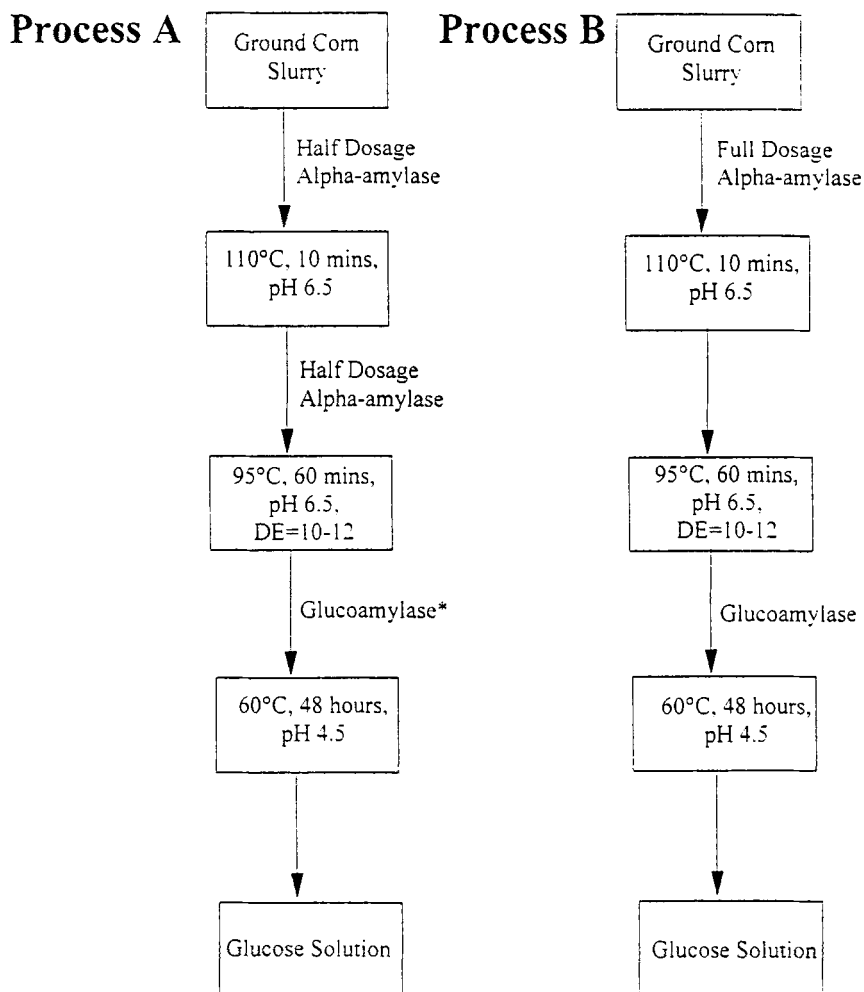 Process A
Ground Corn
Slurry
Half Dosage
Alpha-amylase
110°C, 10 mins,
pH 6.5
Half Dosage
Alpha-amylase
95°C, 60 mins,
pH 6.5,
DE=10-12
Glucoamylase*
60°C, 48 hours,
pH 4.5
Glucose Solution
Process B
Ground Corn
Slurry
Full Dosage
Alpha-amylase
110°C, 10 mins,
pH 6.5
95°C, 60 mins,
pH 6.5,
DE=10-12
Glucoamylase
60°C, 48 hours,
pH 4.5
Glucose Solution